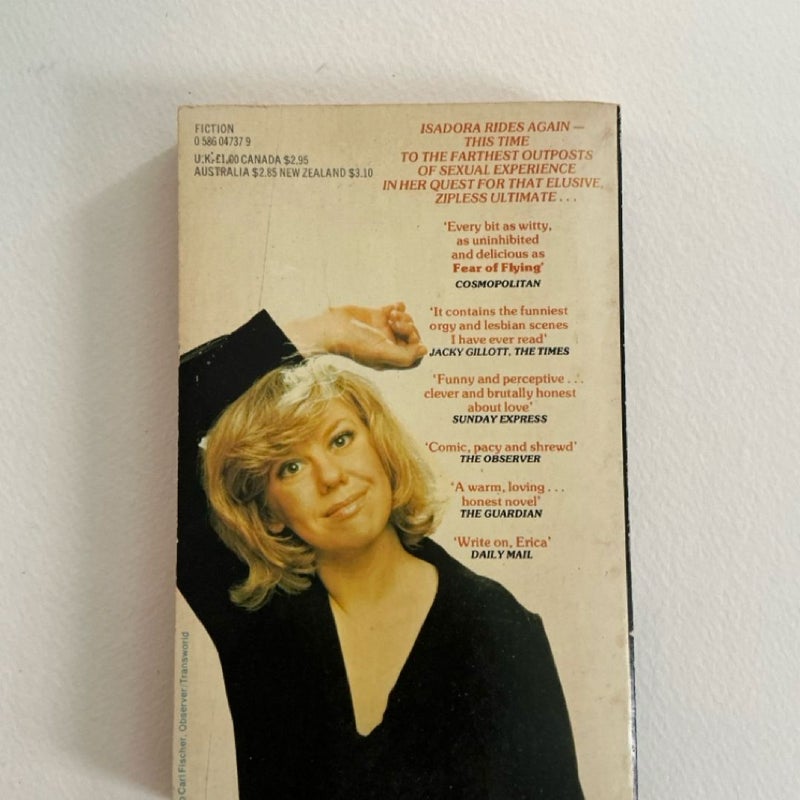 FICTION
0 586 04737 9
U.K. £1.00 CANADA $2.95
AUSTRALIA $2.85 NEW ZEALAND $3.10
ISADORA RIDES AGAIN —
THIS TIME
TO THE FARTHEST OUTPOSTS
OF SEXUAL EXPERIENCE
IN HER QUEST FOR THAT ELUSIVE,
ZIPLESS ULTIMATE . . .
‘Every bit as witty,
as uninhibited
and delicious as
Fear of Flying’
COSMOPOLITAN
‘It contains the funniest
orgy and lesbian scenes
I have ever read’
JACKY GILLOTT, THE TIMES
‘Funny and perceptive . . .
clever and brutally honest
about love’
SUNDAY EXPRESS
‘Comic, pacy and shrewd’
THE OBSERVER
‘A warm, loving . . .
honest novel’
THE GUARDIAN
‘Write on, Erica’
DAILY MAIL
Carl Fischer, Observer/Transworld